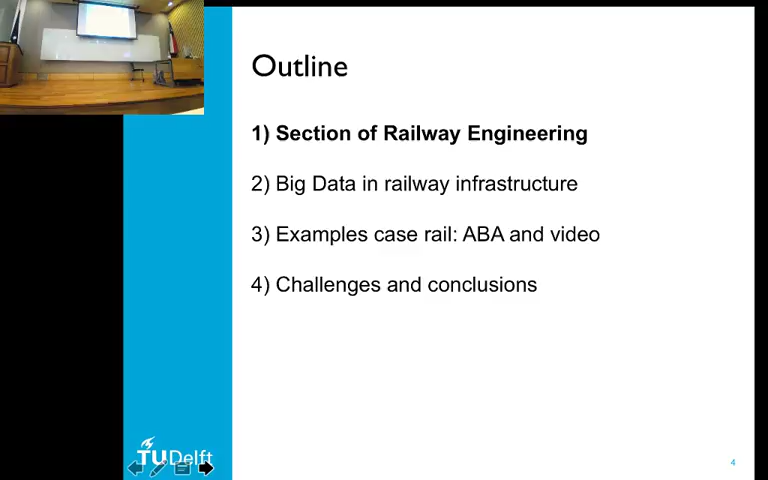 Outline
1) Section of Railway Engineering
2) Big Data in railway infrastructure
3) Examples case rail: ABA and video
4) Challenges and conclusions
TUDelft
4